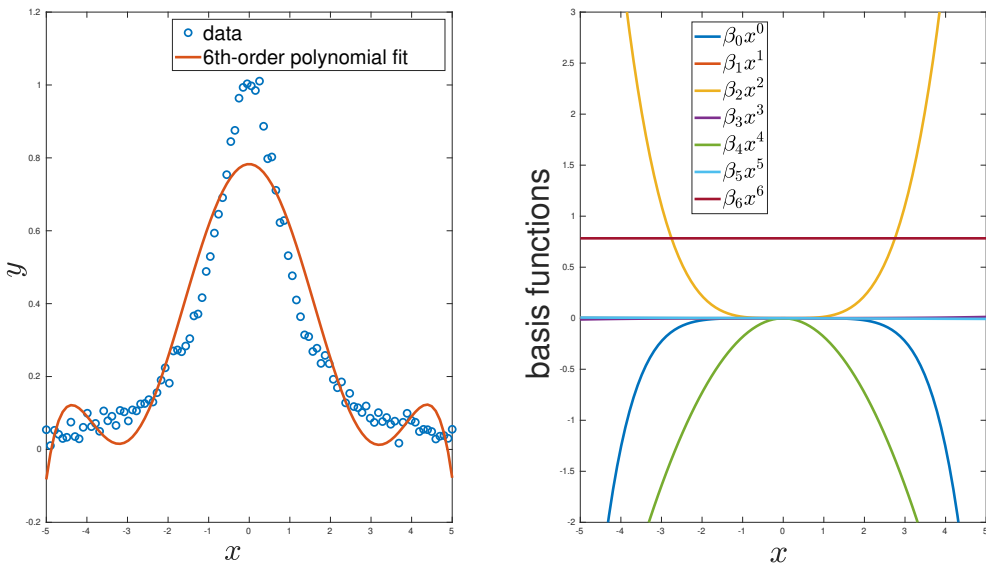 data
6th-order polynomial fit
1.2
1
0.8
0.6
0.4
0.2
0
-0.2
y
-5 -4 -3 -2 -1 0 1 2 3 4 5
x
β₀x⁰
β₁x¹
β₂x²
β₃x³
β₄x⁴
β₅x⁵
β₆x⁶
3
2.5
2
1.5
1
0.5
0
-0.5
-1
-1.5
-2
basis functions
-5 -4 -3 -2 -1 0 1 2 3 4 5
x